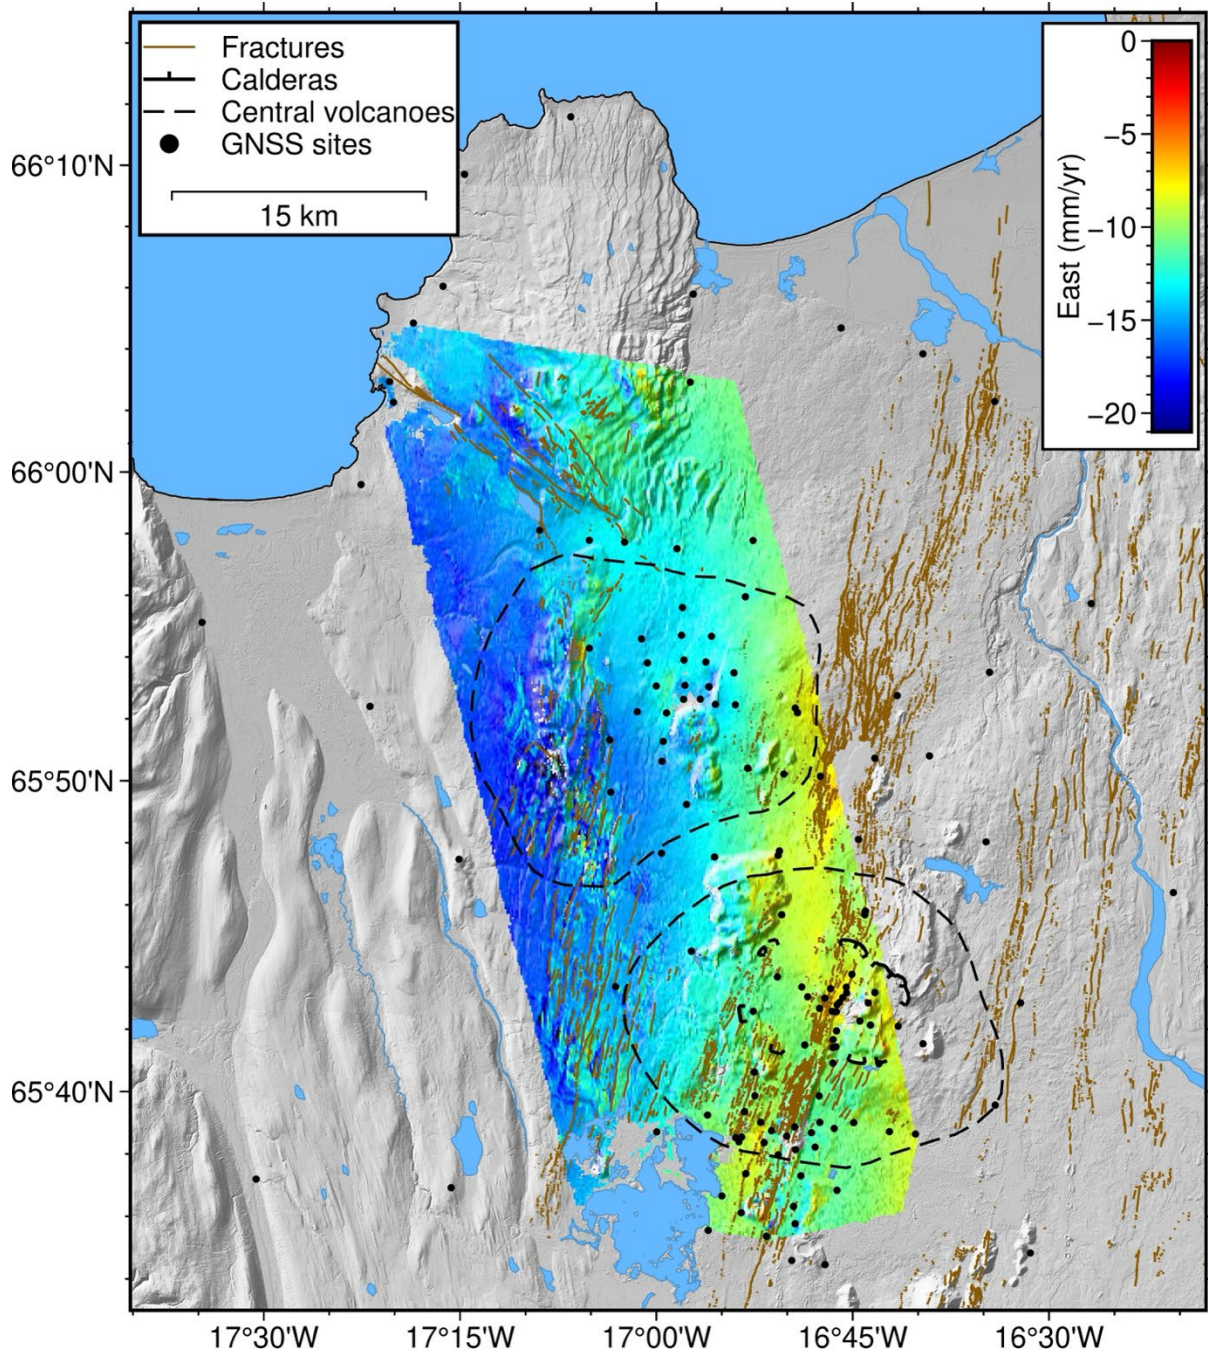 Fractures
Calderas
Central volcanoes
GNSS sites
15 km
0
−5
−10
−15
−20
East (mm/yr)
66°10'N
66°00'N
65°50'N
65°40'N
17°30'W
17°15'W
17°00'W
16°45'W
16°30'W